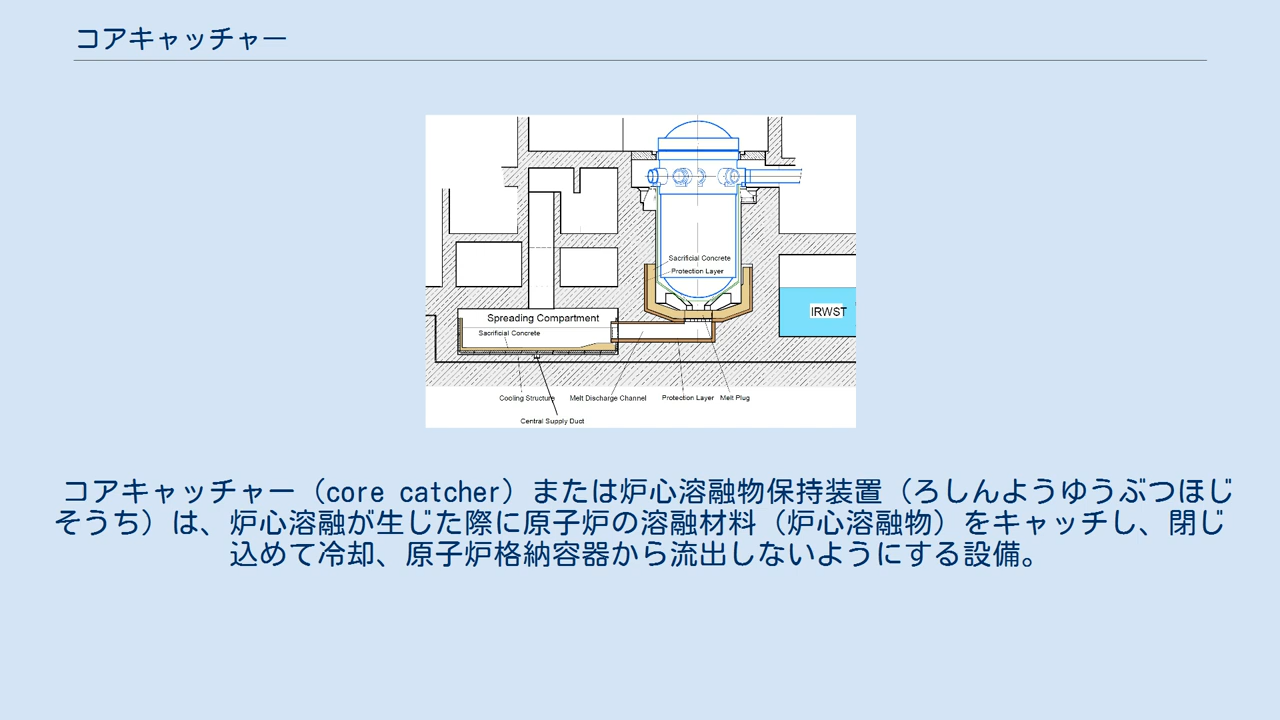 コアキャッチャー
Sacrificial Concrete
Protection Layer
Spreading Compartment
IRWST
Sacrificial Concrete
Cooling Structure
Melt Discharge Channel
Protection Layer
Melt Plug
Central Supply Duct
コアキャッチャー（core catcher）または炉心溶融物保持装置（ろしんようゆうぶつほじ
そうち）は、炉心溶融が生じた際に原子炉の溶融材料（炉心溶融物）をキャッチし、閉じ
込めて冷却、原子炉格納容器から流出しないようにする設備。